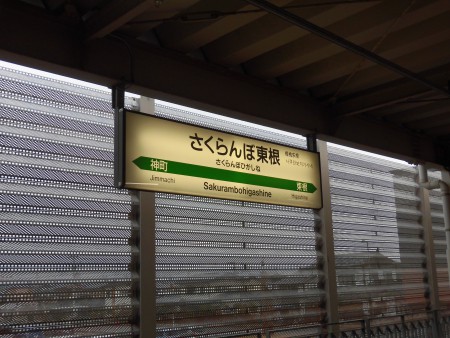 さくらんぼ東根
さくらんぼひがしね
神町
Jimmachi
Sakurambohigashine
東根
Higashine